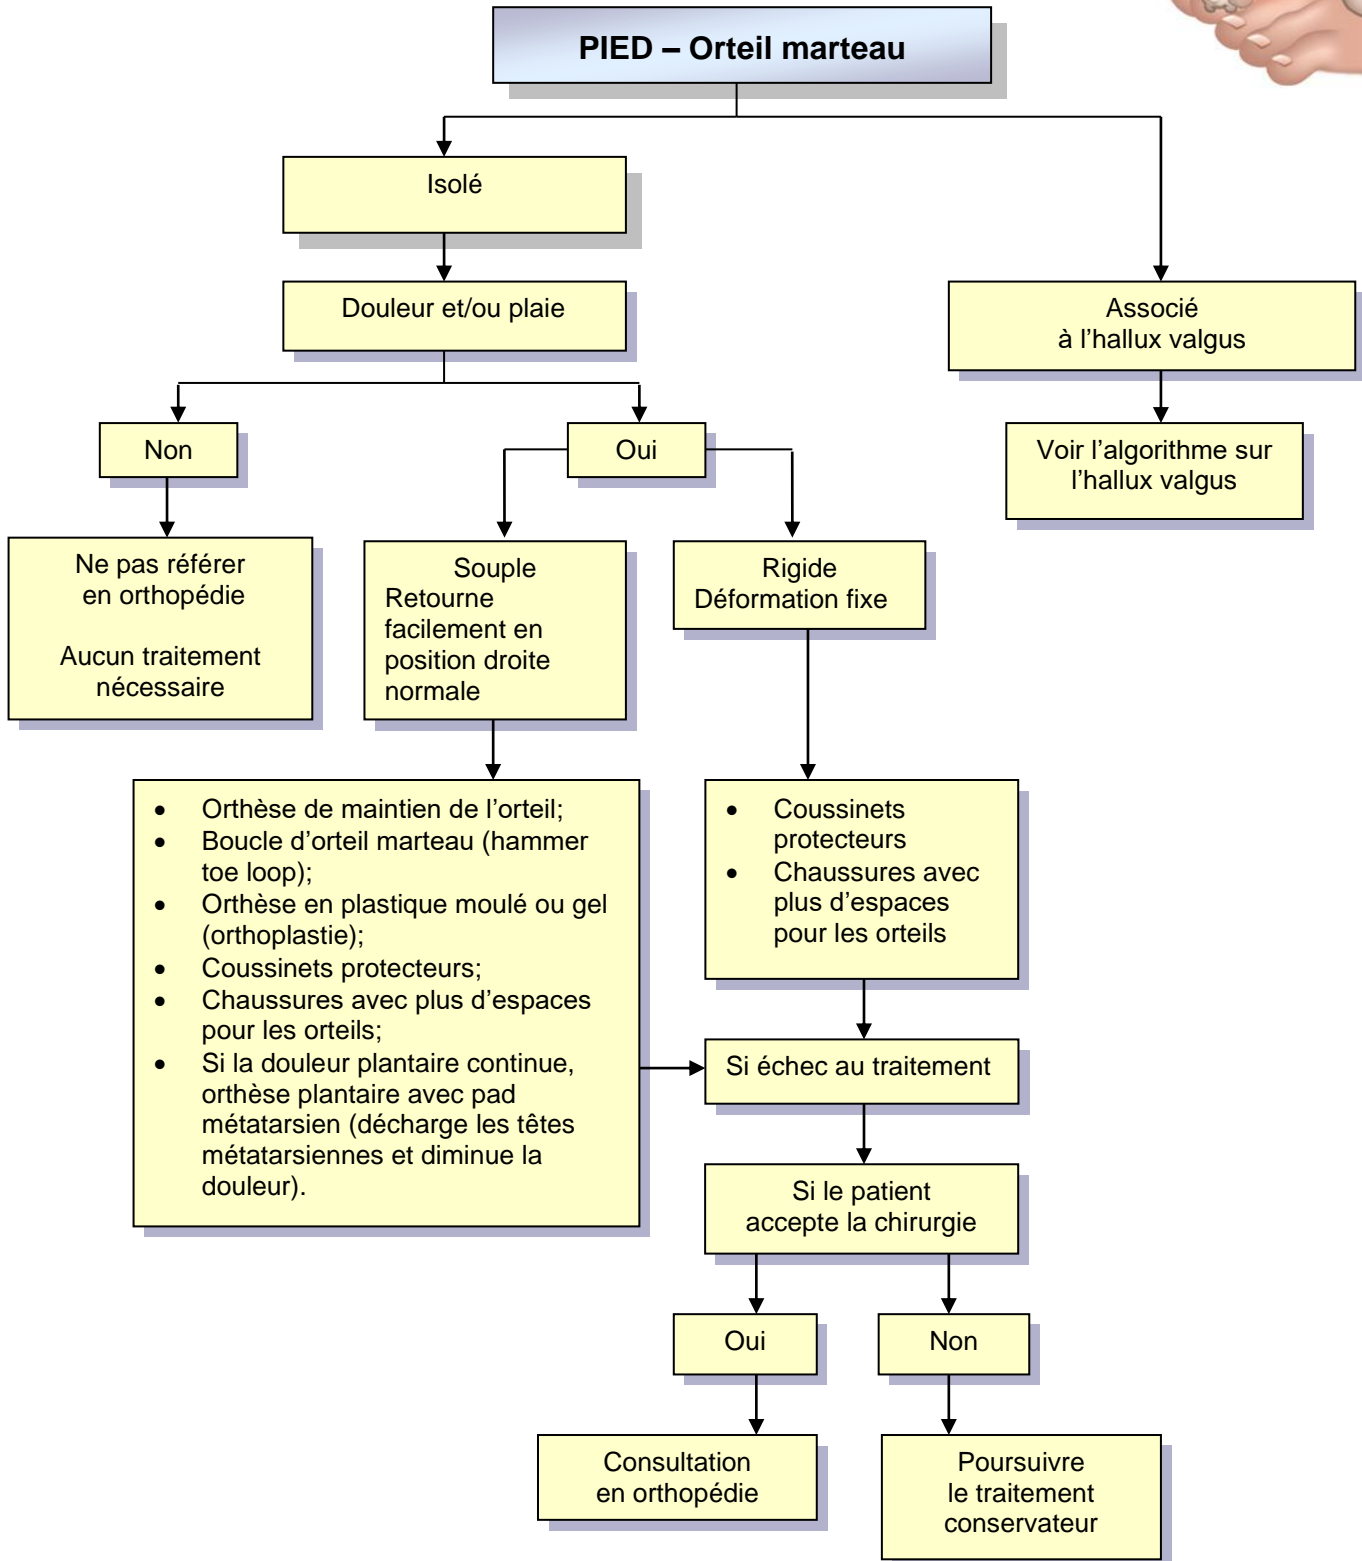 PIED – Orteil marteau
Isolé
Douleur et/ou plaie
Associé
à l’hallux valgus
Non
Oui
Voir l’algorithme sur
l’hallux valgus
Ne pas référer
en orthopédie
Aucun traitement
nécessaire
Souple
Retourne
facilement en
position droite
normale
Rigide
Déformation fixe
• Orthèse de maintien de l’orteil;
• Boucle d’orteil marteau (hammer
toe loop);
• Orthèse en plastique moulé ou gel
(orthoplastie);
• Coussinets protecteurs;
• Chaussures avec plus d’espaces
pour les orteils;
• Si la douleur plantaire continue,
orthèse plantaire avec pad
métatarsien (décharge les têtes
métatarsiennes et diminue la
douleur).
• Coussinets
protecteurs
• Chaussures avec
plus d’espaces
pour les orteils
Si échec au traitement
Si le patient
accepte la chirurgie
Oui
Non
Consultation
en orthopédie
Poursuivre
le traitement
conservateur